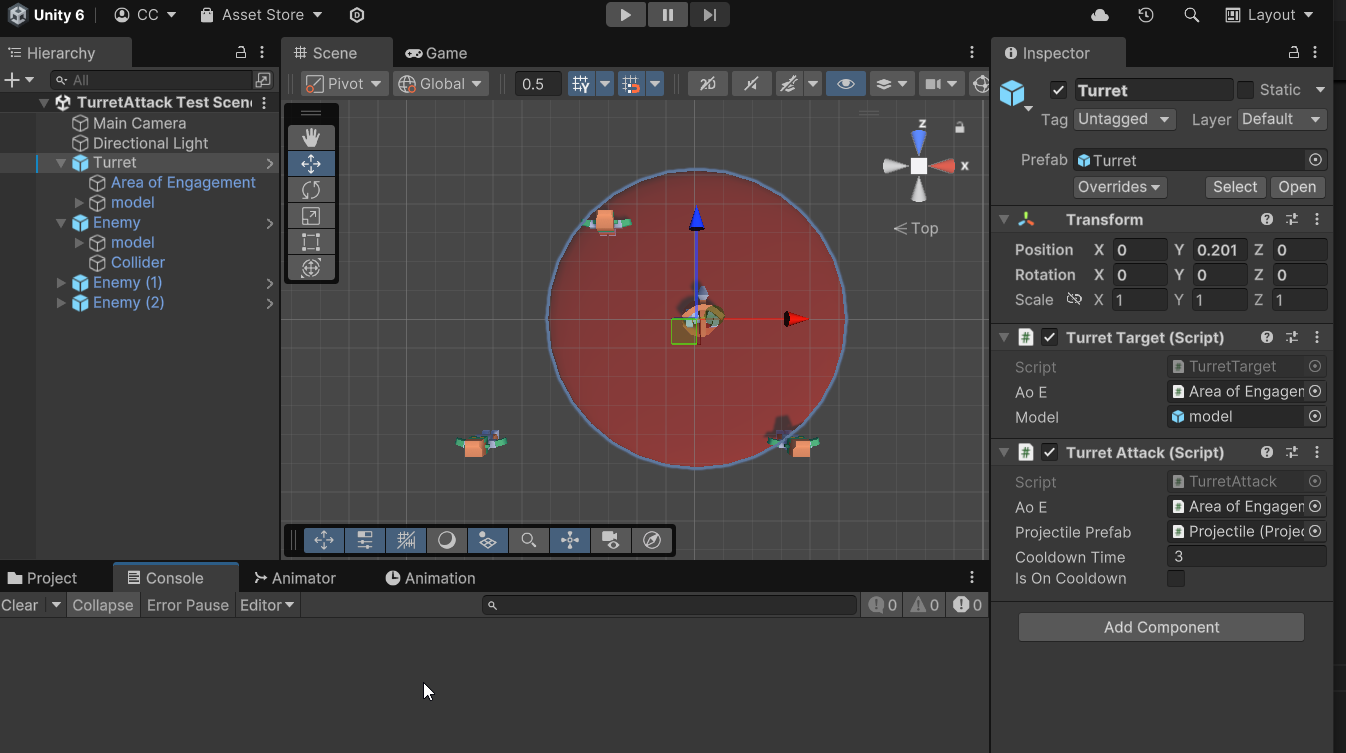 Unity 6 CC Asset Store Layout
Hierarchy
All
TurretAttack Test Scen
Main Camera
Directional Light
Turret
Area of Engagement
model
Enemy
model
Collider
Enemy (1)
Enemy (2)
Scene Game
Pivot Global 0.5 2D
z
x
Top
Inspector
Turret Static
Tag Untagged Layer Default
Prefab Turret
Overrides Select Open
Transform
Position X 0 Y 0.201 Z 0
Rotation X 0 Y 0 Z 0
Scale X 1 Y 1 Z 1
Turret Target (Script)
Script TurretTarget
Ao E Area of Engagen
Model model
Turret Attack (Script)
Script TurretAttack
Ao E Area of Engagen
Projectile Prefab Projectile (Projec
Cooldown Time 3
Is On Cooldown
Add Component
Project Console Animator Animation
Clear Collapse Error Pause Editor 0 0 0